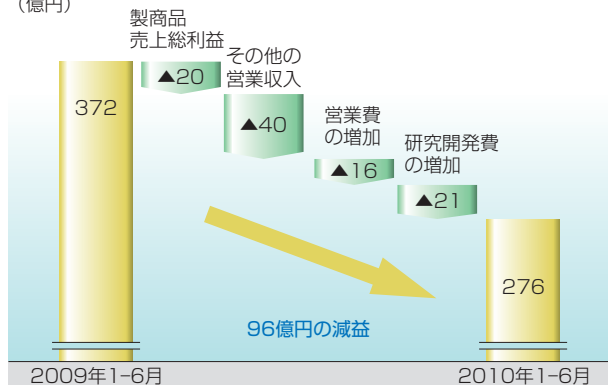 （億円）
製商品
売上総利益
その他の
営業収入
営業費
の増加
研究開発費
の増加
372
▲20
▲40
▲16
▲21
276
96億円の減益
2009年1–6月
2010年1–6月